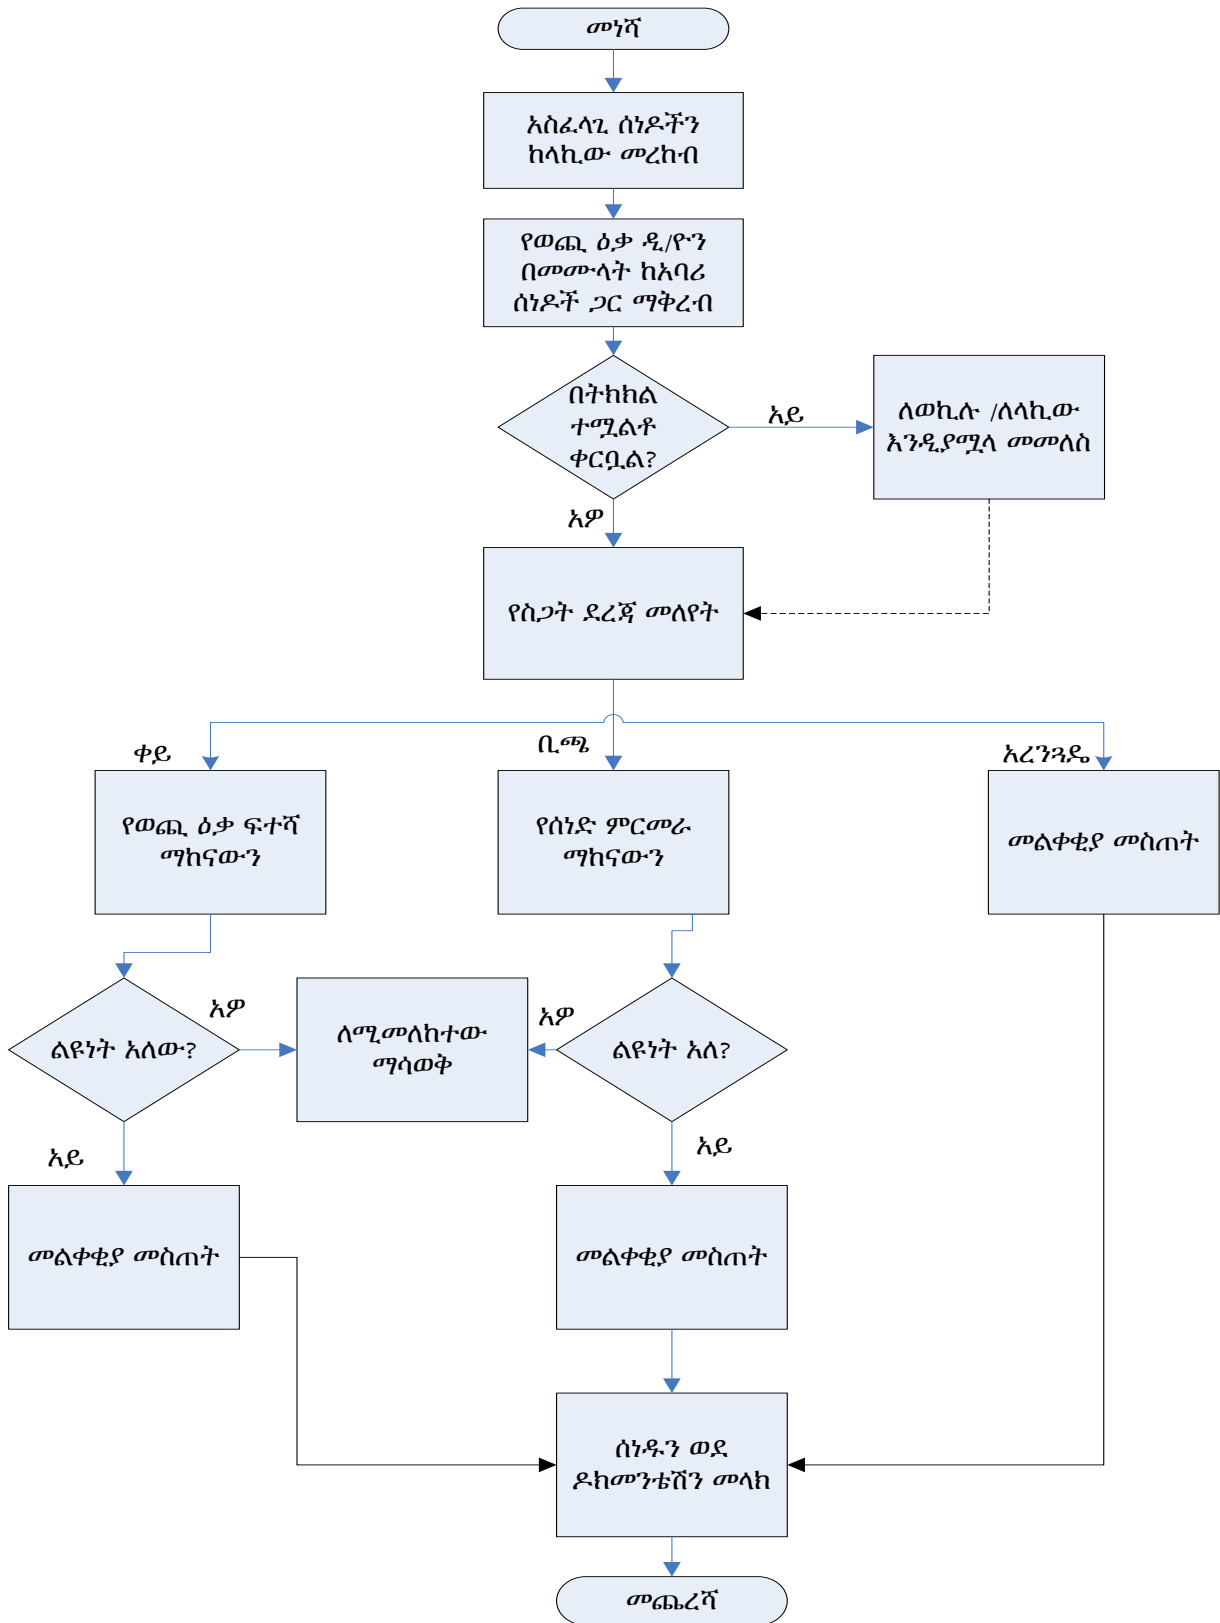 መነሻ
አስፈላጊ ሰነዶችን
ከላኪው መረከብ
የወጪ ዕቃ ዲ/ዮን
በመሙላት ከአባሪ
ሰነዶች ጋር ማቅረብ
በትክክል
ተሟልቶ
ቀርቧል?
አይ
ለወኪሉ /ለላኪው
እንዲያሟላ መመለስ
አዎ
የስጋት ደረጃ መለየት
ቀይ
ቢጫ
አረንጓዴ
የወጪ ዕቃ ፍተሻ
ማከናውን
የሰነድ ምርመራ
ማከናውን
መልቀቂያ መስጠት
ልዩነት አለው?
አዎ
ለሚመለከተው
ማሳወቅ
አዎ
ልዩነት አለ?
አይ
አይ
መልቀቂያ መስጠት
መልቀቂያ መስጠት
ሰነዱን ወደ
ዶክመንቴሽን መላክ
መጨረሻ